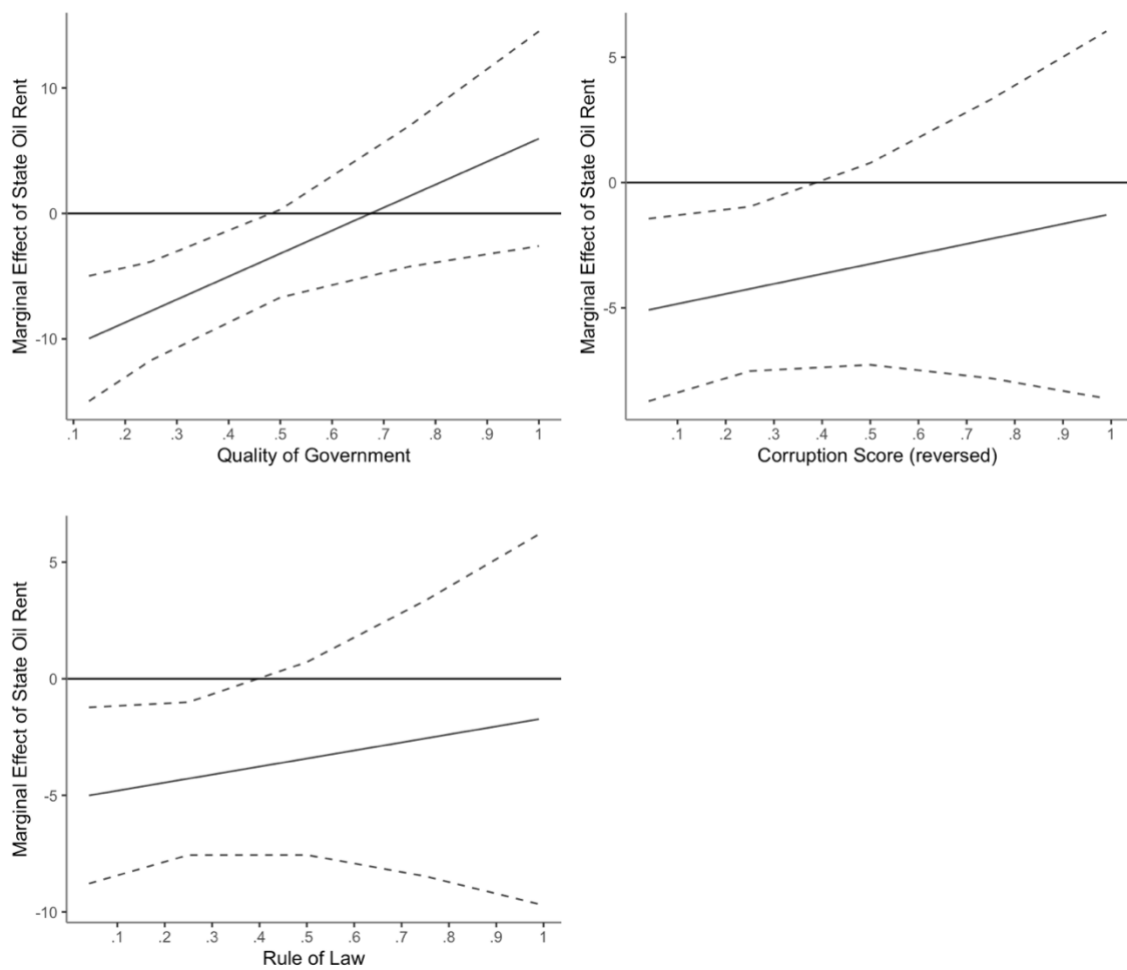 Marginal Effect of State Oil Rent
10
0
-10
.1 .2 .3 .4 .5 .6 .7 .8 .9 1
Quality of Government
Marginal Effect of State Oil Rent
5
0
-5
.1 .2 .3 .4 .5 .6 .7 .8 .9 1
Corruption Score (reversed)
Marginal Effect of State Oil Rent
5
0
-5
-10
.1 .2 .3 .4 .5 .6 .7 .8 .9 1
Rule of Law